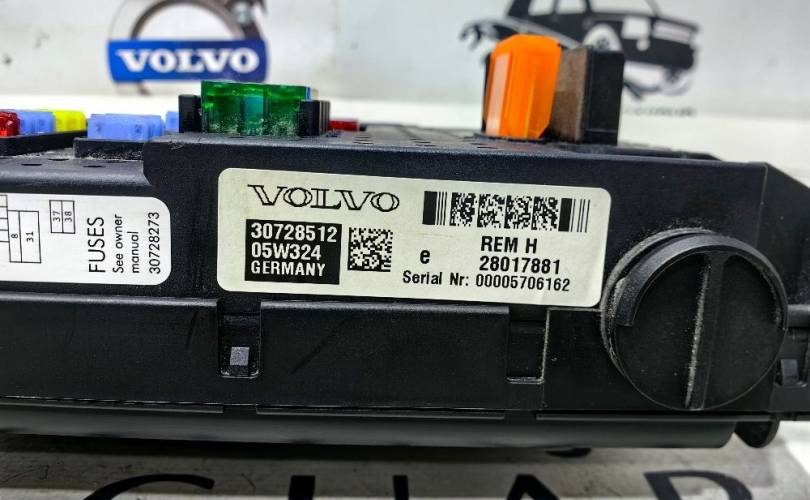 VOLVO
8
31
37
38
FUSES
See owner
manual
30728273
VOLVO
30728512
05W324
GERMANY
e
REM H
28017881
Serial Nr: 00005706162